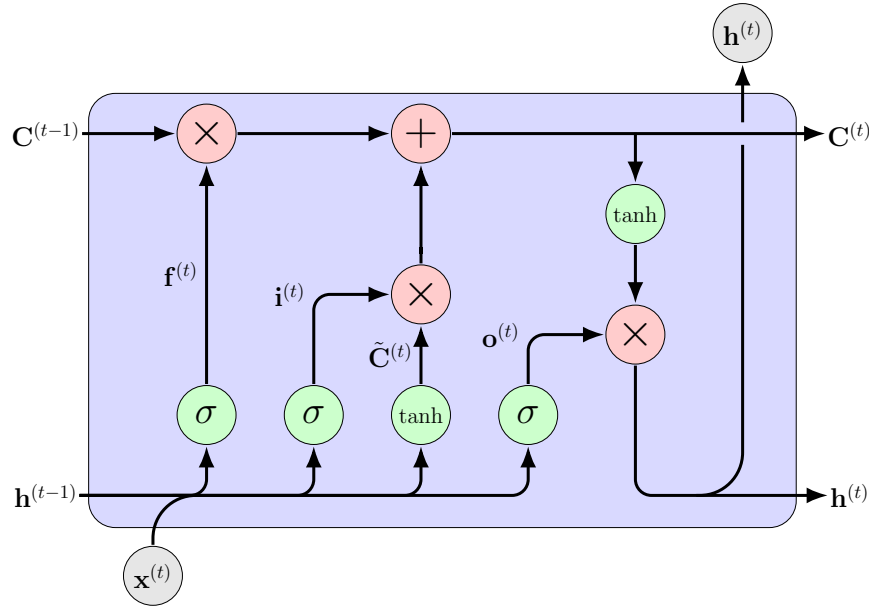 h^(t)
C^(t−1) × + C^(t)
tanh
f^(t) i^(t) ×
o^(t) ×
C̃^(t)
σ σ tanh σ
h^(t−1) h^(t)
x^(t)